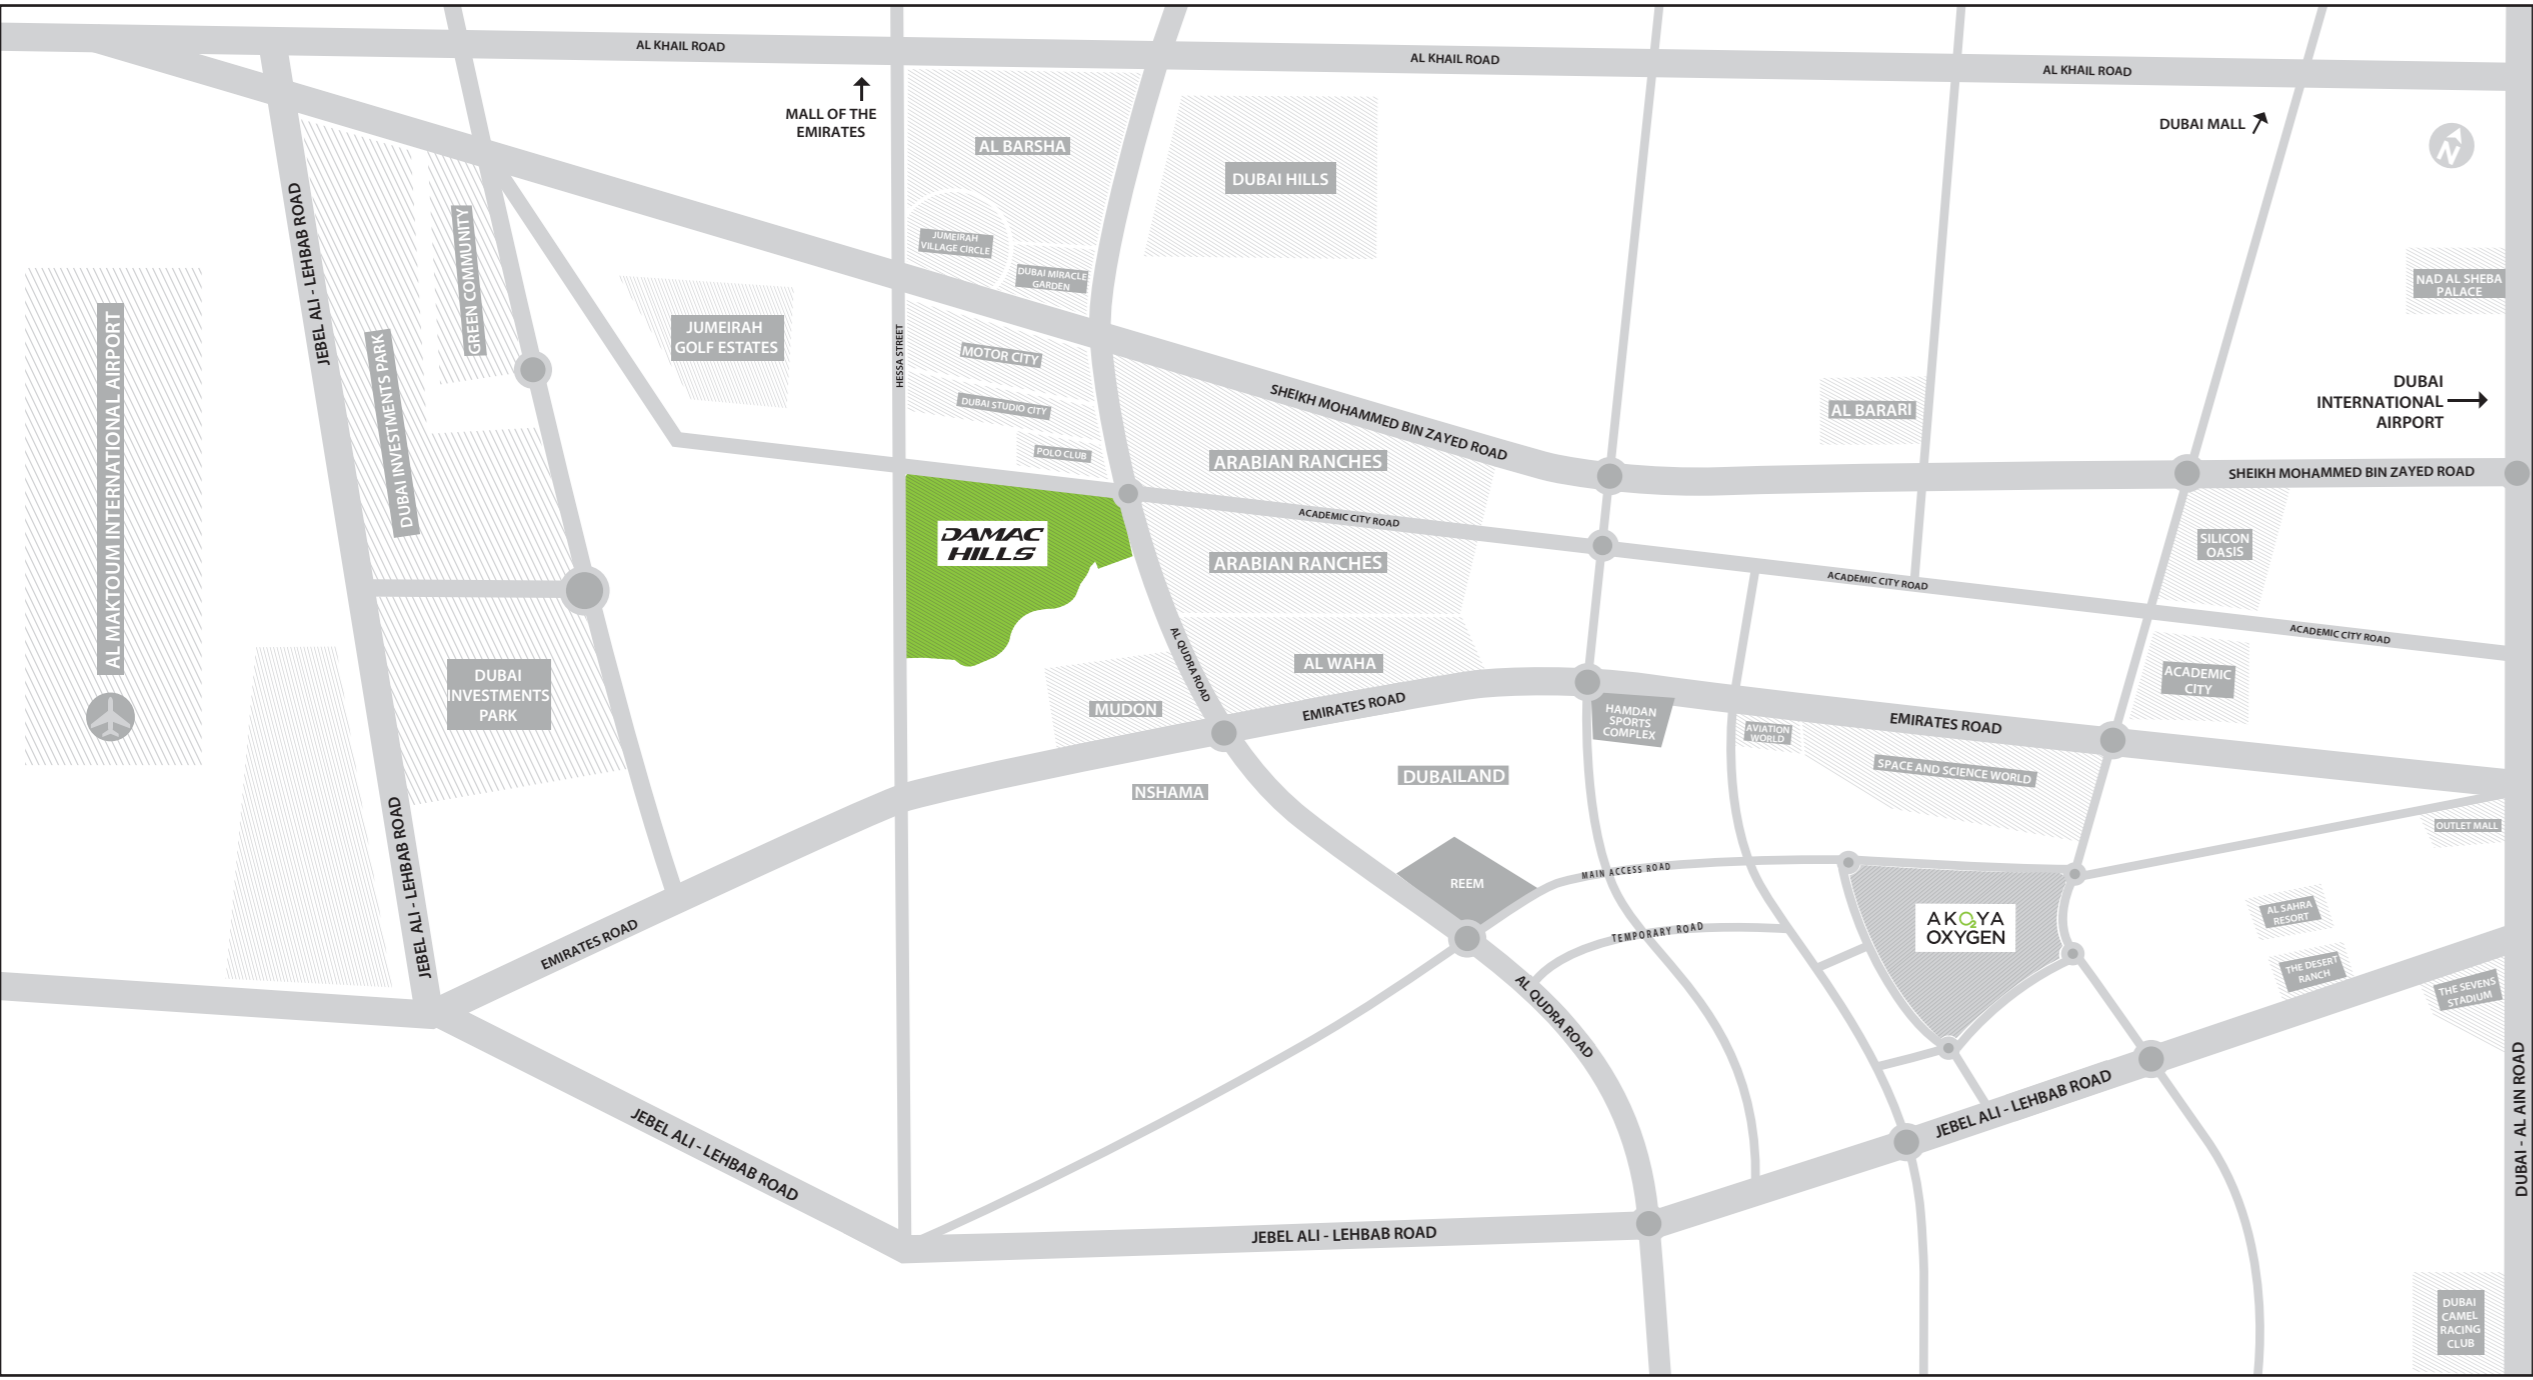 AL KHAIL ROAD
AL KHAIL ROAD
AL KHAIL ROAD
MALL OF THE
EMIRATES
DUBAI MALL
N
AL BARSHA
DUBAI HILLS
JEBEL ALI - LEHBAB ROAD
GREEN COMMUNITY
JUMEIRAH
VILLAGE CIRCLE
DUBAI MIRACLE
GARDEN
NAD AL SHEBA
PALACE
AL MAKTOUM INTERNATIONAL AIRPORT
DUBAI INVESTMENTS PARK
JUMEIRAH
GOLF ESTATES
HESSA STREET
MOTOR CITY
DUBAI STUDIO CITY
POLO CLUB
SHEIKH MOHAMMED BIN ZAYED ROAD
AL BARARI
DUBAI
INTERNATIONAL
AIRPORT
ARABIAN RANCHES
SHEIKH MOHAMMED BIN ZAYED ROAD
DAMAC
HILLS
ACADEMIC CITY ROAD
ARABIAN RANCHES
SILICON
OASIS
ACADEMIC CITY ROAD
ACADEMIC CITY ROAD
AL QUDRA ROAD
AL WAHA
DUBAI
INVESTMENTS
PARK
MUDON
EMIRATES ROAD
HAMDAN
SPORTS
COMPLEX
ACADEMIC
CITY
AVIATION
WORLD
EMIRATES ROAD
SPACE AND SCIENCE WORLD
DUBAILAND
NSHAMA
OUTLET MALL
JEBEL ALI - LEHBAB ROAD
REEM
MAIN ACCESS ROAD
TEMPORARY ROAD
AKOYA
OXYGEN
AL SAHRA
RESORT
THE DESERT
RANCH
THE SEVENS
STADIUM
EMIRATES ROAD
AL QUDRA ROAD
JEBEL ALI - LEHBAB ROAD
JEBEL ALI - LEHBAB ROAD
JEBEL ALI - LEHBAB ROAD
DUBAI - AL AIN ROAD
DUBAI
CAMEL
RACING
CLUB